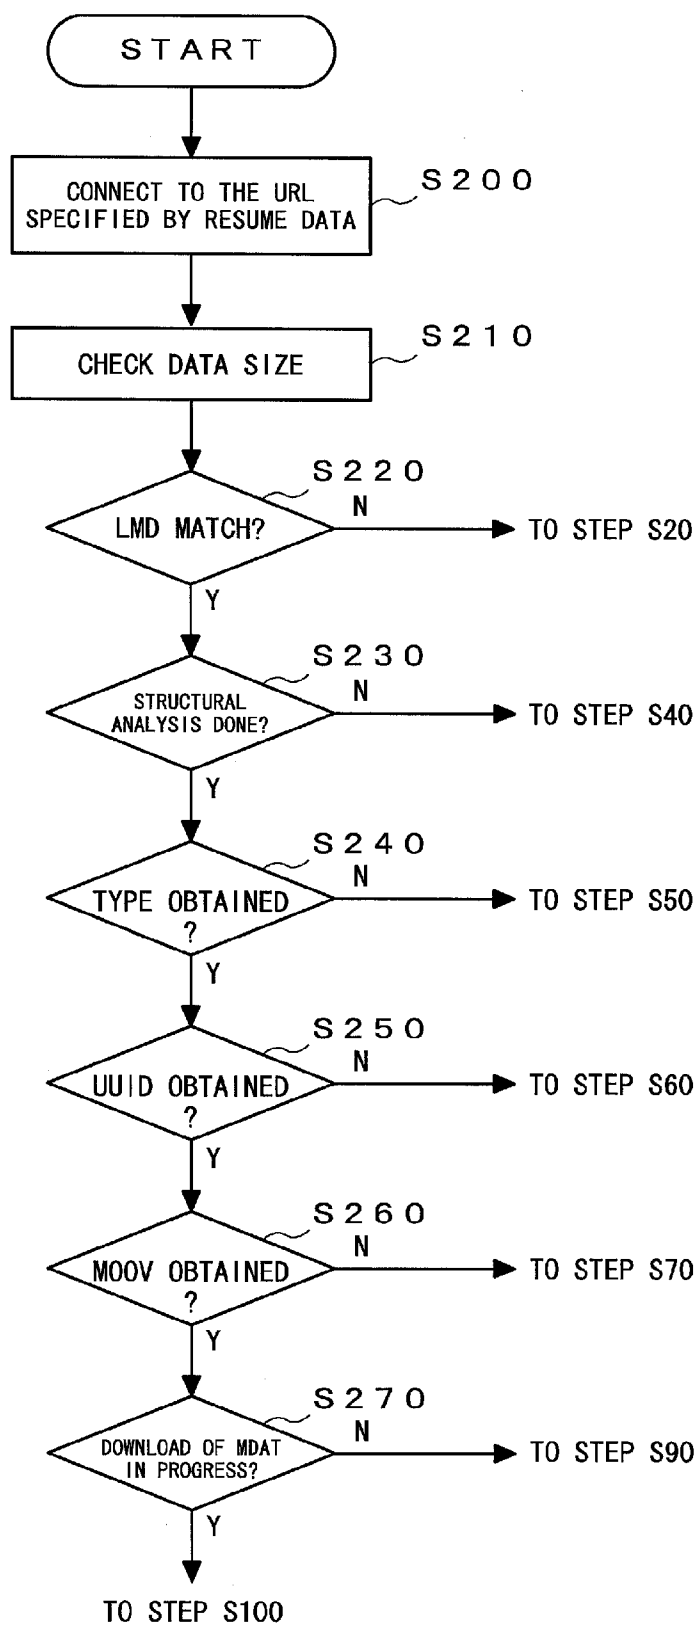 START
S200
CONNECT TO THE URL
SPECIFIED BY RESUME DATA
S210
CHECK DATA SIZE
S220
LMD MATCH?
N
TO STEP S20
Y
S230
STRUCTURAL
ANALYSIS DONE?
N
TO STEP S40
Y
S240
TYPE OBTAINED
?
N
TO STEP S50
Y
S250
UUID OBTAINED
?
N
TO STEP S60
Y
S260
MOOV OBTAINED
?
N
TO STEP S70
Y
S270
DOWNLOAD OF MDAT
IN PROGRESS?
N
TO STEP S90
Y
TO STEP S100